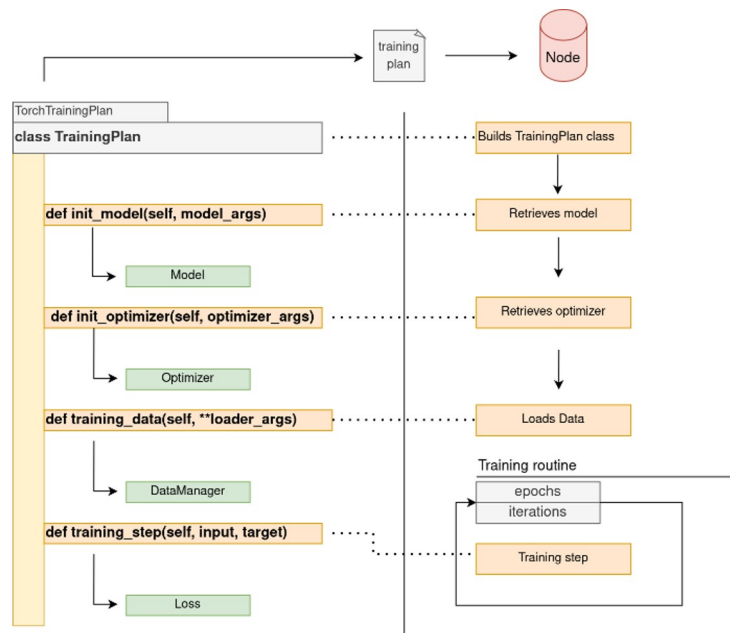 training
plan
Node
TorchTrainingPlan
class TrainingPlan
Builds TrainingPlan class
def init_model(self, model_args)
Retrieves model
Model
def init_optimizer(self, optimizer_args)
Retrieves optimizer
Optimizer
def training_data(self, **loader_args)
Loads Data
Training routine
DataManager
epochs
iterations
def training_step(self, input, target)
Training step
Loss